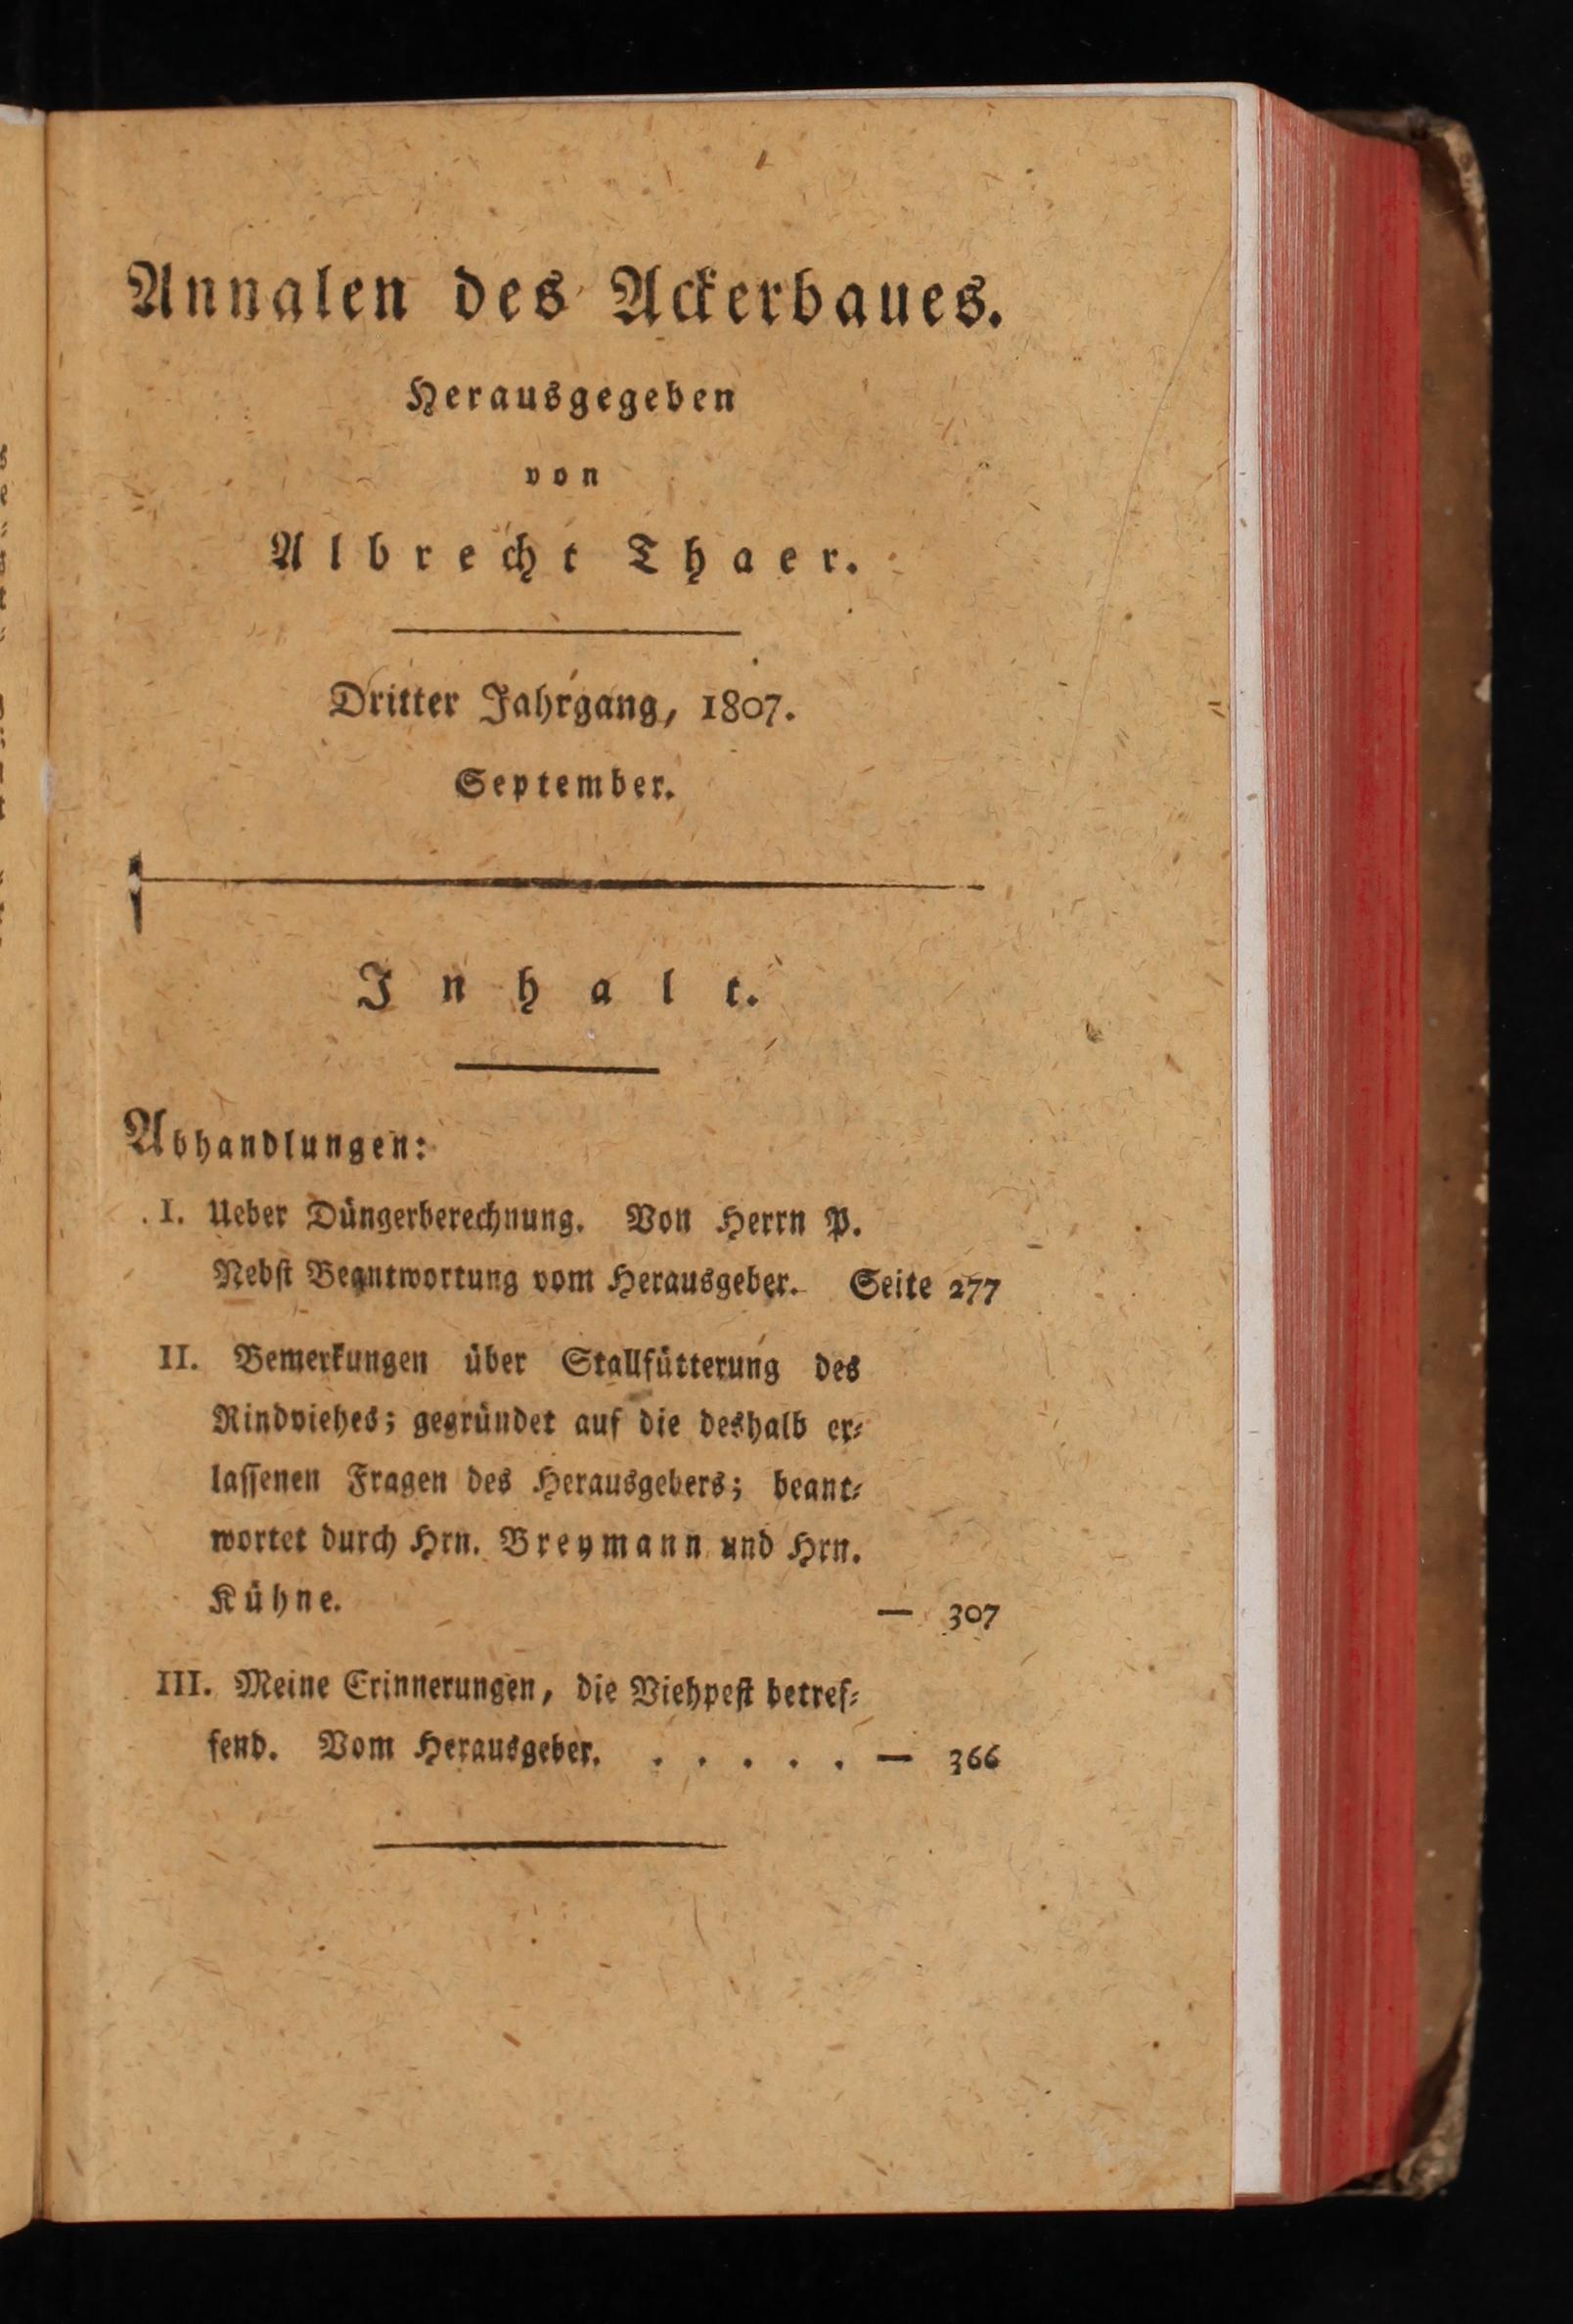 Annalen des Ackerbaues.
Herausgegeben
von
Albrecht Thaer.
Dritter Jahrgang, 1807.
September.
Inhalt.
Abhandlungen:
I. Ueber Düngerberechnung. Von Herrn P.
Nebst Beantwortung vom Herausgeber. Seite 277
II. Bemerkungen über Stallfütterung des
Rindviehes; gegründet auf die deshalb er-
lassenen Fragen des Herausgebers; beant-
wortet durch Hrn. Breymann und Hrn.
Kühne. — 307
III. Meine Erinnerungen, die Viehpest betref-
fend. Vom Herausgeber. . . . . . — 366